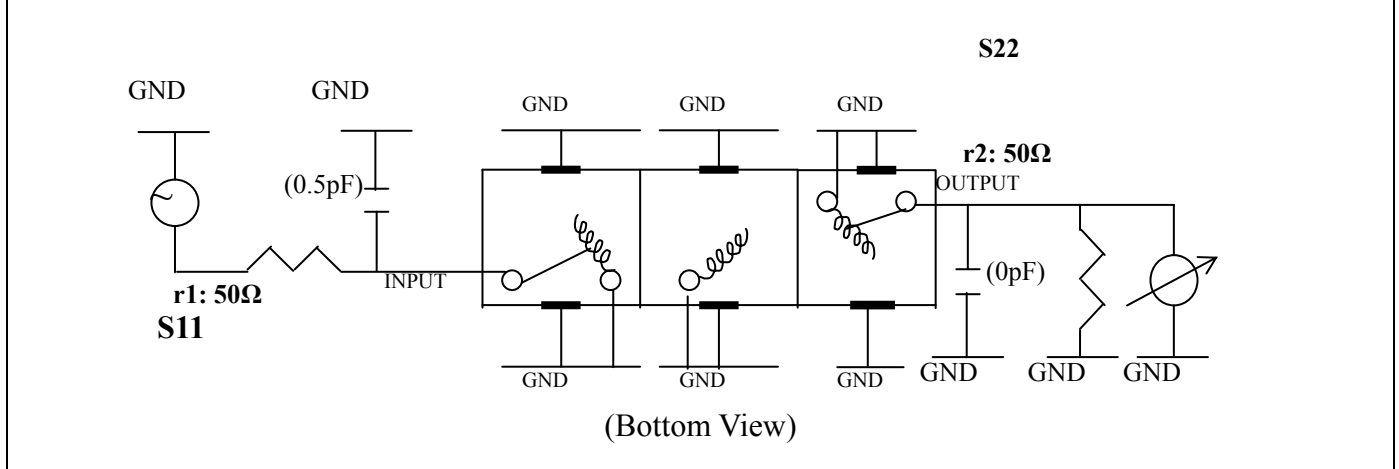 S22
GND GND
GND GND GND
r2: 50Ω
(0.5pF)
OUTPUT
INPUT
(0pF)
r1: 50Ω
S11
GND GND GND GND GND GND
(Bottom View)